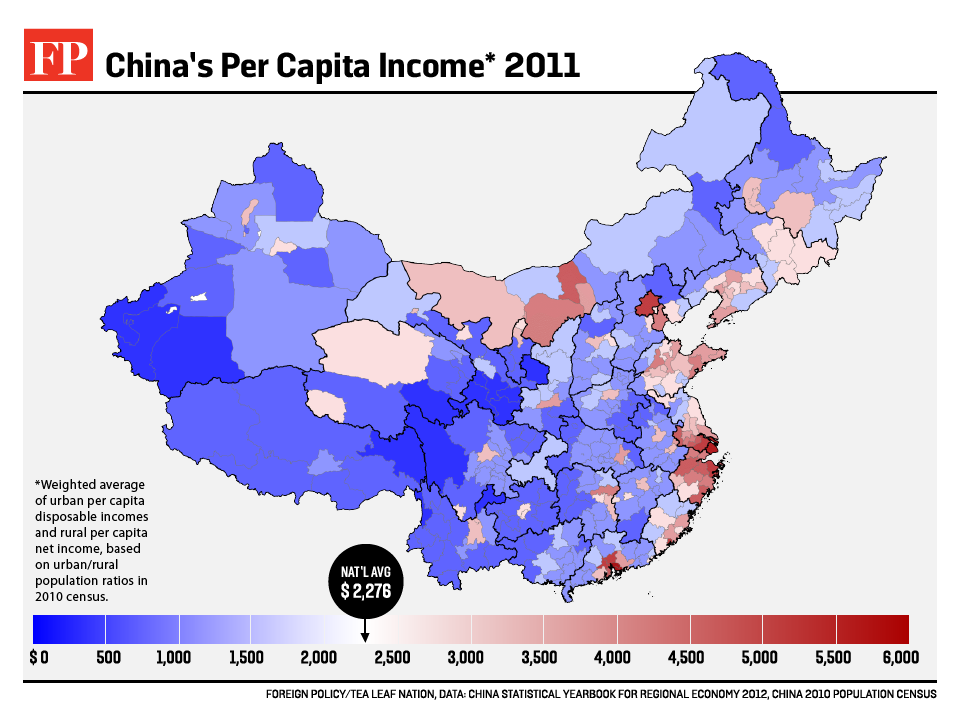 FP
China's Per Capita Income* 2011
*Weighted average
of urban per capita
disposable incomes
and rural per capita
net income, based
on urban/rural
population ratios in
2010 census.
NAT'L AVG
$ 2,276
$ 0 500 1,000 1,500 2,000 2,500 3,000 3,500 4,000 4,500 5,000 5,500 6,000
FOREIGN POLICY/TEA LEAF NATION, DATA: CHINA STATISTICAL YEARBOOK FOR REGIONAL ECONOMY 2012, CHINA 2010 POPULATION CENSUS